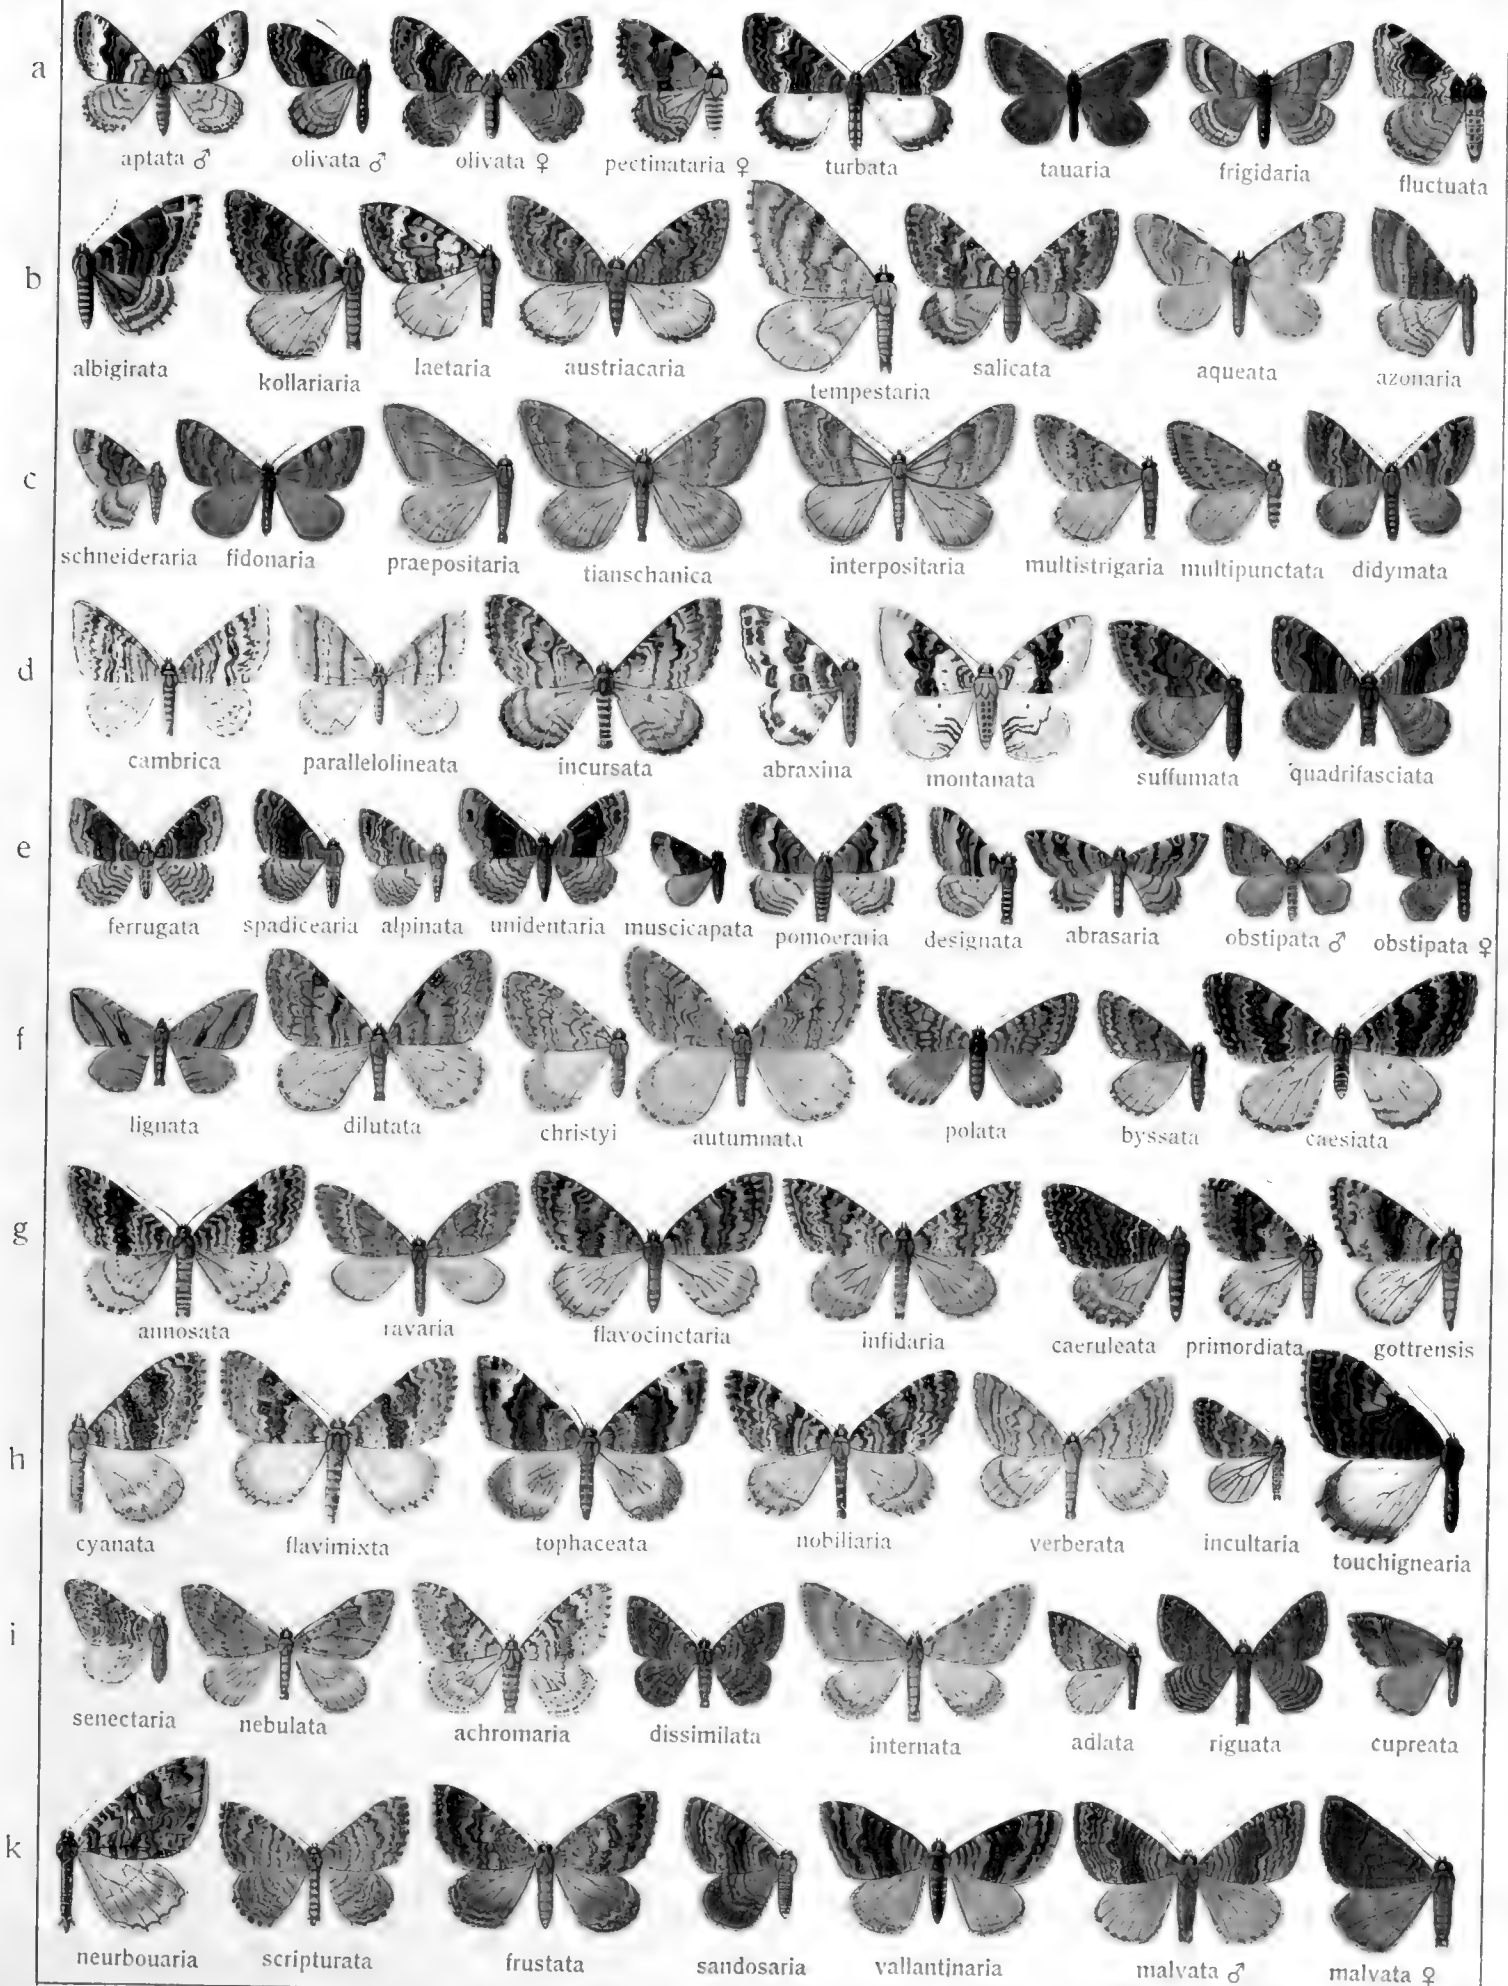 a
aptata ♂ olivata ♂ olivata ♀ pectinataria ♀ turbata tauaria frigidaria fluctuata
b
albigirata kollariaria laetaria austriacaria tempestaria salicata aqueata azonaria
c
schneideraria fidonaria praepositaria tianschanica interpositaria multistrigaria multipunctata didymata
d
cambrica parallelolineata incursata abraxina montanata suffumata quadrifasciata
e
ferrugata spadicearia alpinata unidentaria muscicapata pomoeraria designata abrasaria obstipata ♂ obstipata ♀
f
lignata dilutata christyi autumnata polata byssata caesiata
g
annosata ravaria flavocinctaria infidaria caeruleata primordiata gottrensis
h
cyanata flavimixta tophaceata nobiliaria verberata incultaria touchignearia
i
senectaria nebulata achromaria dissimilata internata adlata riguata cupreata
k
neurbouaria scripturata frustata sandosaria vallantinaria malvata ♂ malvata ♀